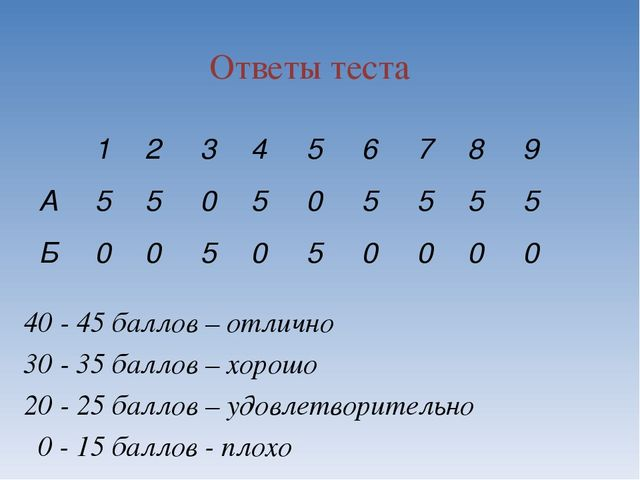 Ответы теста
1 2 3 4 5 6 7 8 9
А 5 5 0 5 0 5 5 5 5
Б 0 0 5 0 5 0 0 0 0
40 - 45 баллов – отлично
30 - 35 баллов – хорошо
20 - 25 баллов – удовлетворительно
0 - 15 баллов - плохо